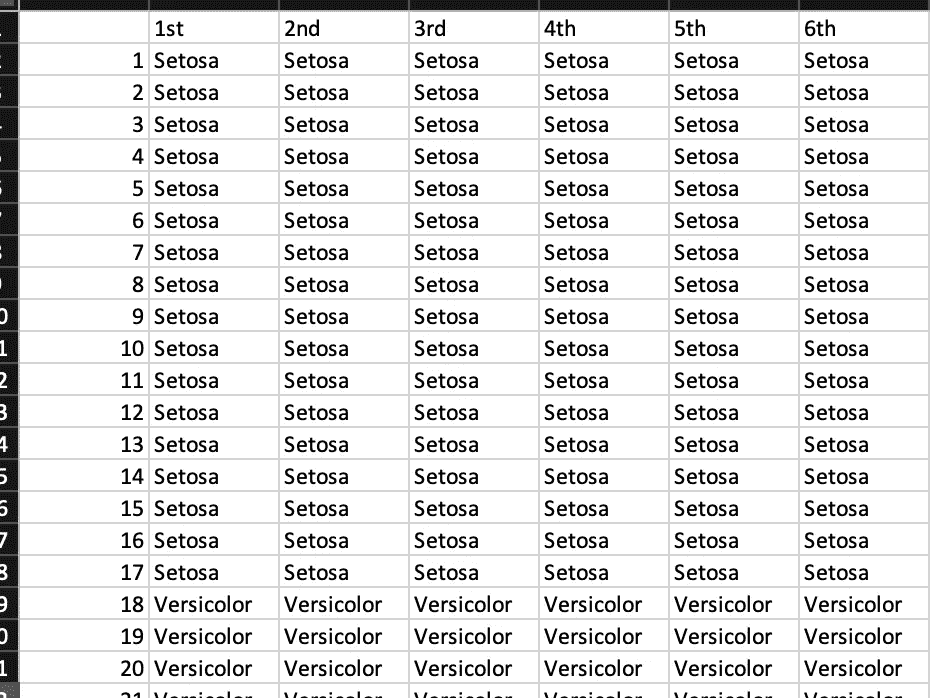 1st 2nd 3rd 4th 5th 6th
1 Setosa Setosa Setosa Setosa Setosa Setosa
2 Setosa Setosa Setosa Setosa Setosa Setosa
3 Setosa Setosa Setosa Setosa Setosa Setosa
4 Setosa Setosa Setosa Setosa Setosa Setosa
5 Setosa Setosa Setosa Setosa Setosa Setosa
6 Setosa Setosa Setosa Setosa Setosa Setosa
7 Setosa Setosa Setosa Setosa Setosa Setosa
8 Setosa Setosa Setosa Setosa Setosa Setosa
9 Setosa Setosa Setosa Setosa Setosa Setosa
10 Setosa Setosa Setosa Setosa Setosa Setosa
11 Setosa Setosa Setosa Setosa Setosa Setosa
12 Setosa Setosa Setosa Setosa Setosa Setosa
13 Setosa Setosa Setosa Setosa Setosa Setosa
14 Setosa Setosa Setosa Setosa Setosa Setosa
15 Setosa Setosa Setosa Setosa Setosa Setosa
16 Setosa Setosa Setosa Setosa Setosa Setosa
17 Setosa Setosa Setosa Setosa Setosa Setosa
18 Versicolor Versicolor Versicolor Versicolor Versicolor Versicolor
19 Versicolor Versicolor Versicolor Versicolor Versicolor Versicolor
20 Versicolor Versicolor Versicolor Versicolor Versicolor Versicolor